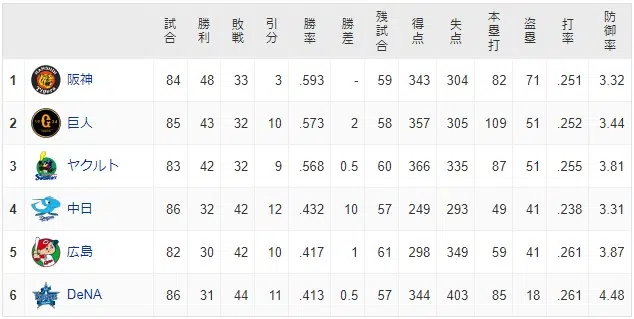 試合 勝利 敗戦 引分 勝率 勝差 残試合 得点 失点 本塁打 盗塁 打率 防御率
1 阪神 84 48 33 3 .593 - 59 343 304 82 71 .251 3.32
2 巨人 85 43 32 10 .573 2 58 357 305 109 51 .252 3.44
3 ヤクルト 83 42 32 9 .568 0.5 60 366 335 87 51 .255 3.81
4 中日 86 32 42 12 .432 10 57 249 293 49 41 .238 3.31
5 広島 82 30 42 10 .417 1 61 298 349 59 41 .261 3.87
6 DeNA 86 31 44 11 .413 0.5 57 344 403 85 18 .261 4.48